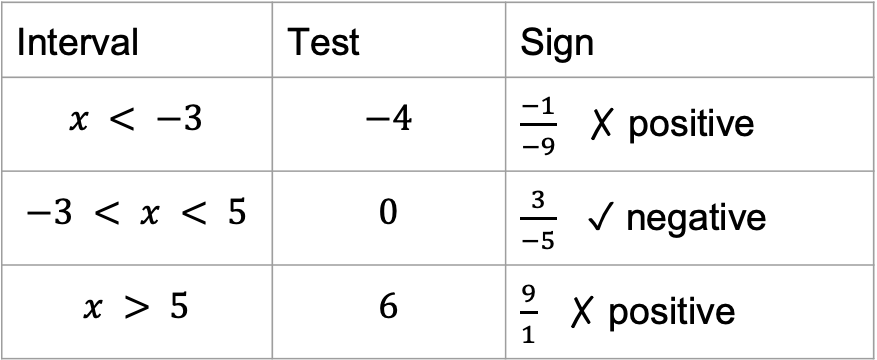 Interval Test Sign
x < −3 −4 −1/−9 ✗ positive
−3 < x < 5 0 3/−5 ✓ negative
x > 5 6 9/1 ✗ positive